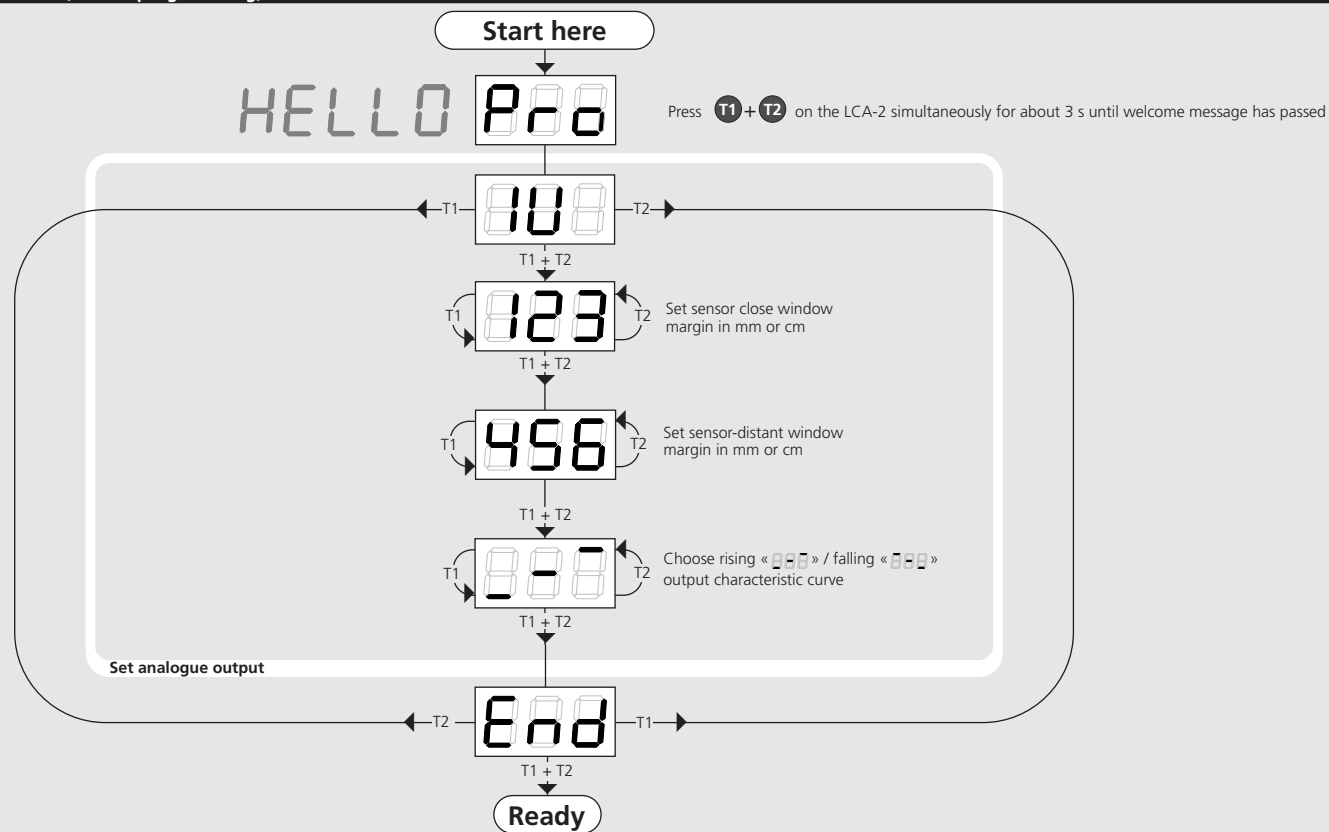 Start here
HELLO Pro
Press T1 + T2 on the LCA-2 simultaneously for about 3 s until welcome message has passed
T1 IU T2
T1 + T2
T1 123 T2
Set sensor close window
margin in mm or cm
T1 + T2
T1 456 T2
Set sensor-distant window
margin in mm or cm
T1 + T2
T1 _-¯ T2
Choose rising « _-¯ » / falling « ¯-_ »
output characteristic curve
T1 + T2
Set analogue output
T2 End T1
T1 + T2
Ready